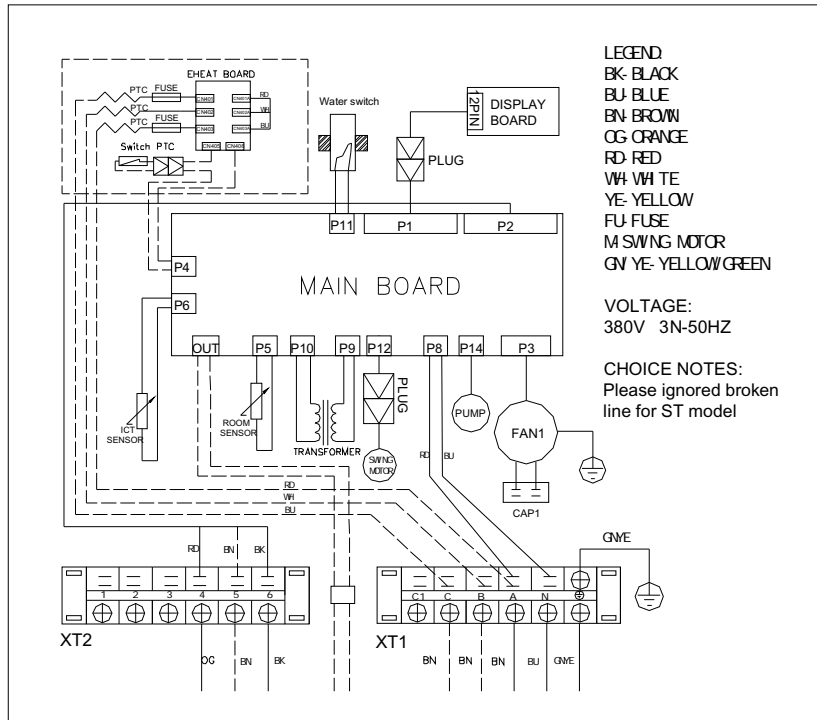 EHEAT BOARD
PTC FUSE CN401 CN401A RD
PTC CN402 CN402A WH
PTC FUSE CN403 CN403A BU
Switch PTC CN405 CN406
Water switch
12PIN
DISPLAY
BOARD
PLUG
P11 P1 P2
P4
P6
MAIN BOARD
OUT P5 P10 P9 P12 P8 P14 P3
ICT
SENSOR
ROOM
SENSOR
TRANSFORMER
PLUG
SWING
MOTOR
PUMP
FAN1
CAP1
RD BU
RD
WH
BU
RD BN BK
GNYE
1 2 3 4 5 6
XT2
OG BN BK
C1 C B A N
XT1
BN BN BN BU GNYE
LEGEND:
BK- BLACK
BU- BLUE
BN- BROWN
OG- ORANGE
RD- RED
WH- WHITE
YE- YELLOW
FU- FUSE
M-SWING MOTOR
GN/YE- YELLOW/GREEN
VOLTAGE:
380V 3N-50HZ
CHOICE NOTES:
Please ignored broken
line for ST model